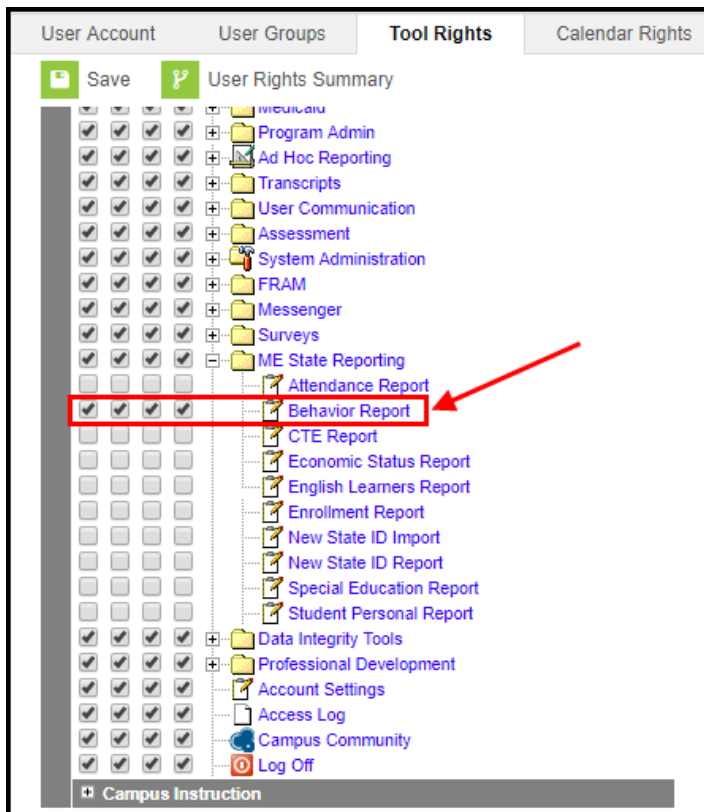 User Account User Groups Tool Rights Calendar Rights
Save User Rights Summary
Medicaid
Program Admin
Ad Hoc Reporting
Transcripts
User Communication
Assessment
System Administration
FRAM
Messenger
Surveys
ME State Reporting
Attendance Report
Behavior Report
CTE Report
Economic Status Report
English Learners Report
Enrollment Report
New State ID Import
New State ID Report
Special Education Report
Student Personal Report
Data Integrity Tools
Professional Development
Account Settings
Access Log
Campus Community
Log Off
Campus Instruction